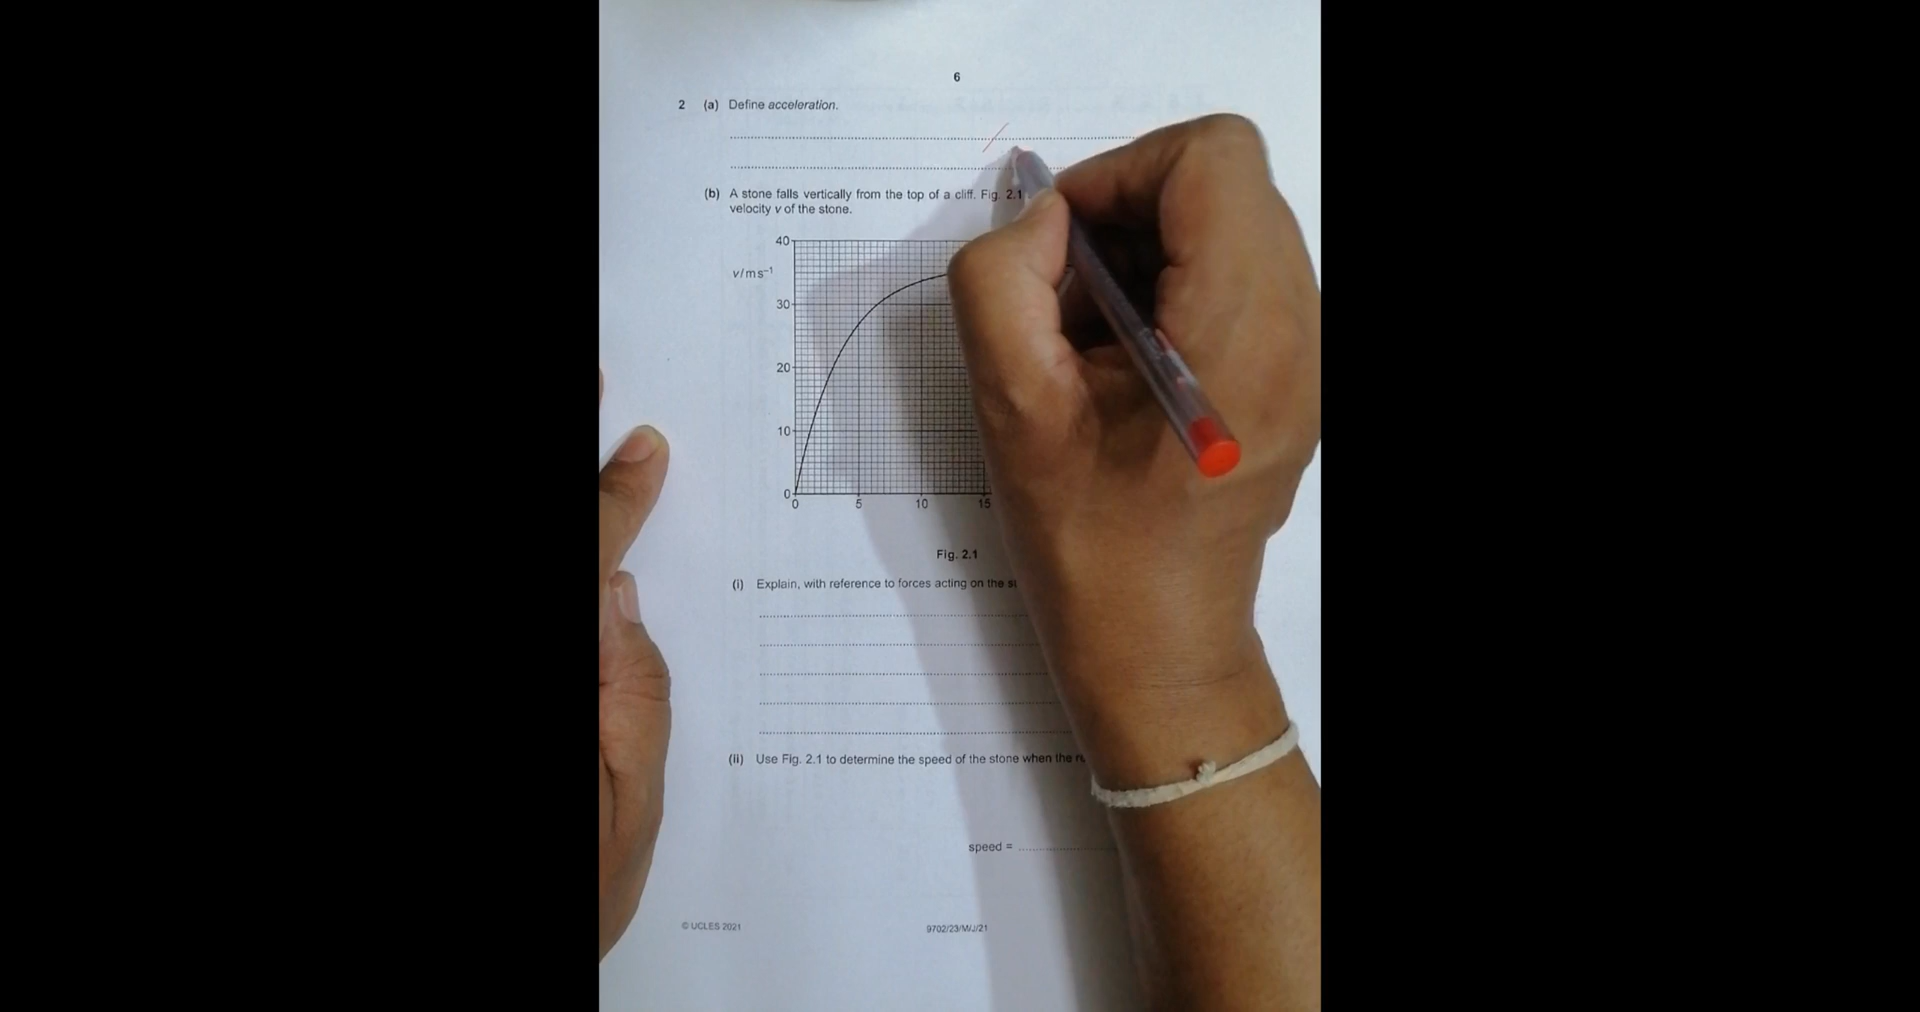 6
2 (a) Define acceleration.
(b) A stone falls vertically from the top of a cliff. Fig. 2.1
velocity v of the stone.
40
v/ms⁻¹
30
20
10
0
0 5 10 15
Fig. 2.1
(i) Explain, with reference to forces acting on the
(ii) Use Fig. 2.1 to determine the speed of the stone when the
speed =
© UCLES 2021
9702/23/M/J/21